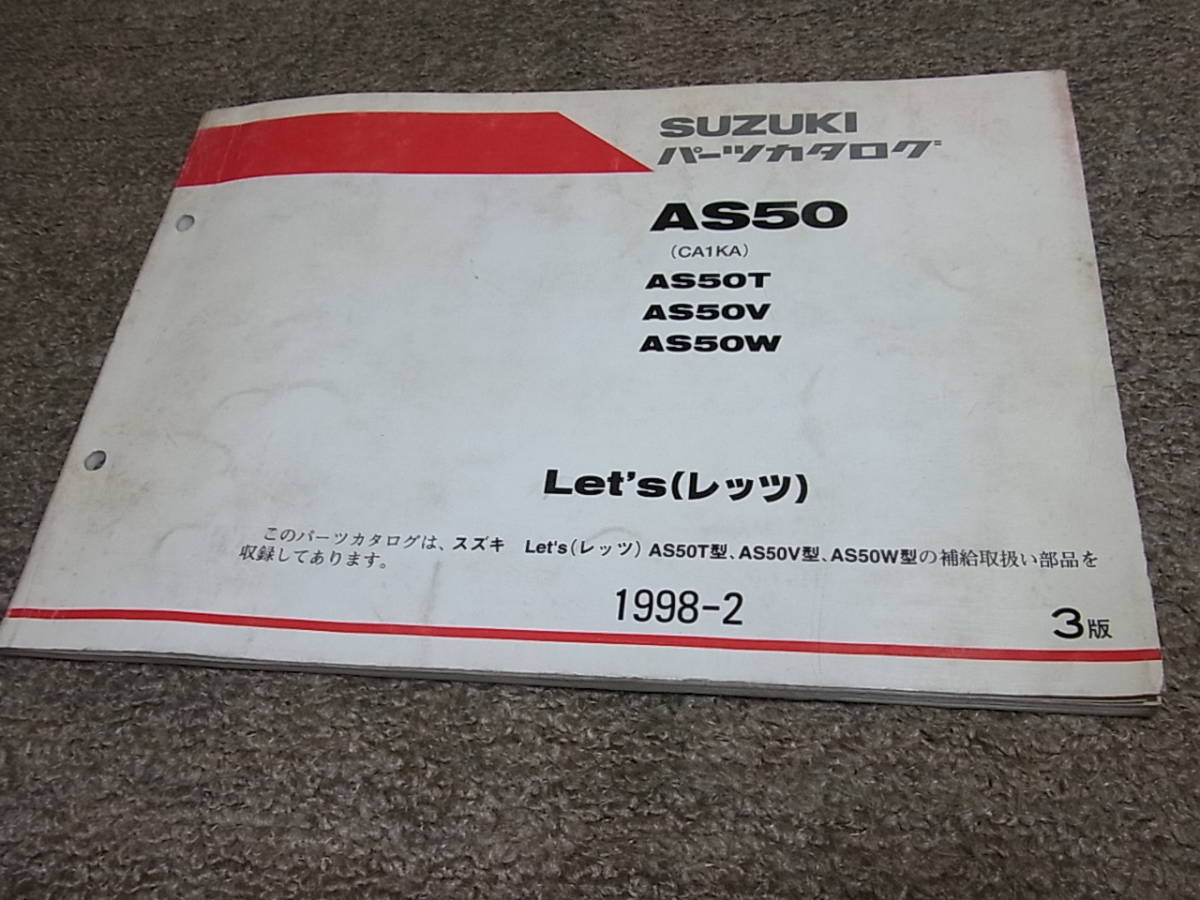 SUZUKI
パーツカタログ
AS50
(CA1KA)
AS50T
AS50V
AS50W
Let's(レッツ)
このパーツカタログは、スズキ Let's(レッツ) AS50T型、AS50V型、AS50W型の補給取扱い部品を
収録してあります。
1998-2
3版